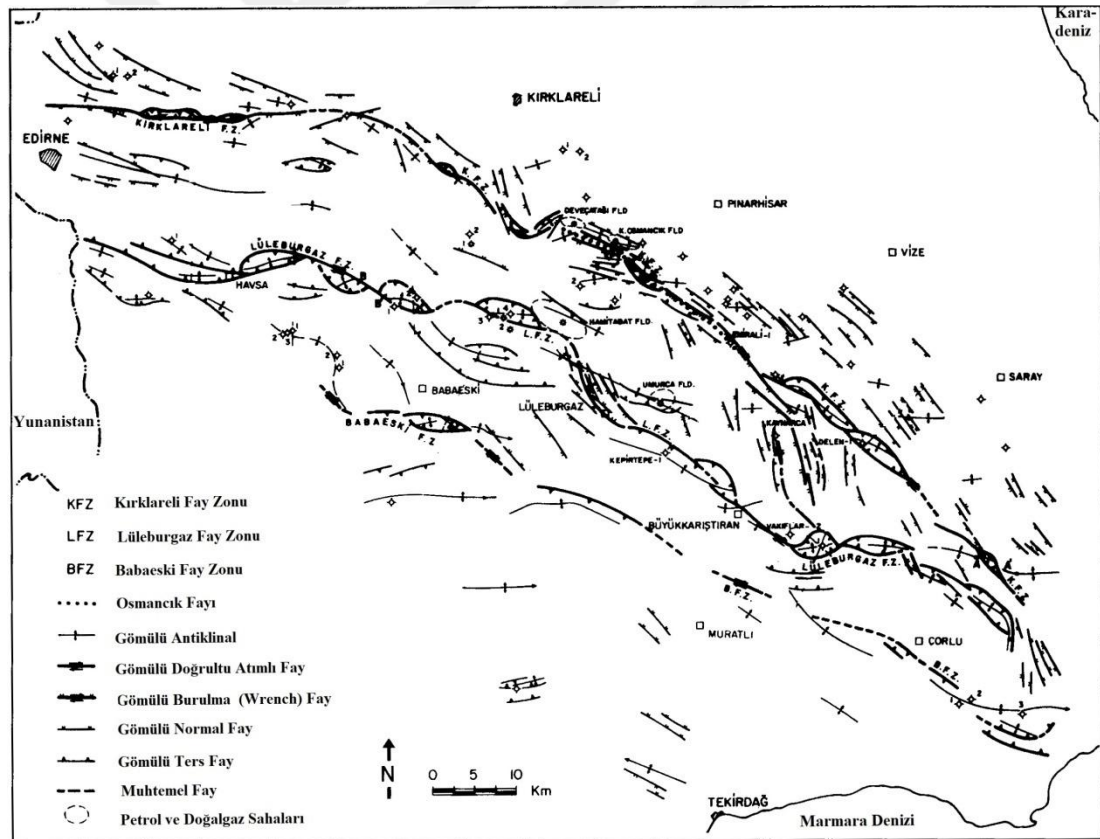 Kara-
deniz
KIRKLARELİ
KIRKLARELİ F.Z.
EDİRNE
K.F.Z.
PINARHİSAR
DEVEÇATAĞI FLD
K.OSMANCIK FLD
VİZE
LÜLEBURGAZ F.Z.
HAVSA
HAMİTABAT FLD.
L.F.Z.
SARAY
BABAESKİ
UMURCA FLD.
K.F.Z.
Yunanistan
LÜLEBURGAZ
BABAESKİ F.Z.
L.F.Z.
KAYNARCA
DELEN-1
KEPİRTEPE-1
BÜYÜKKARIŞTIRAN
VAKIFLAR-2
LÜLEBURGAZ F.Z.
A
K.F.Z.
B.F.Z.
MURATLI
ÇORLU
B.F.Z.
KFZ Kırklareli Fay Zonu
LFZ Lüleburgaz Fay Zonu
BFZ Babaeski Fay Zonu
Osmancık Fayı
Gömülü Antiklinal
Gömülü Doğrultu Atımlı Fay
Gömülü Burulma (Wrench) Fay
Gömülü Normal Fay
Gömülü Ters Fay
Muhtemel Fay
Petrol ve Doğalgaz Sahaları
N
0 5 10
Km
TEKİRDAĞ
Marmara Denizi